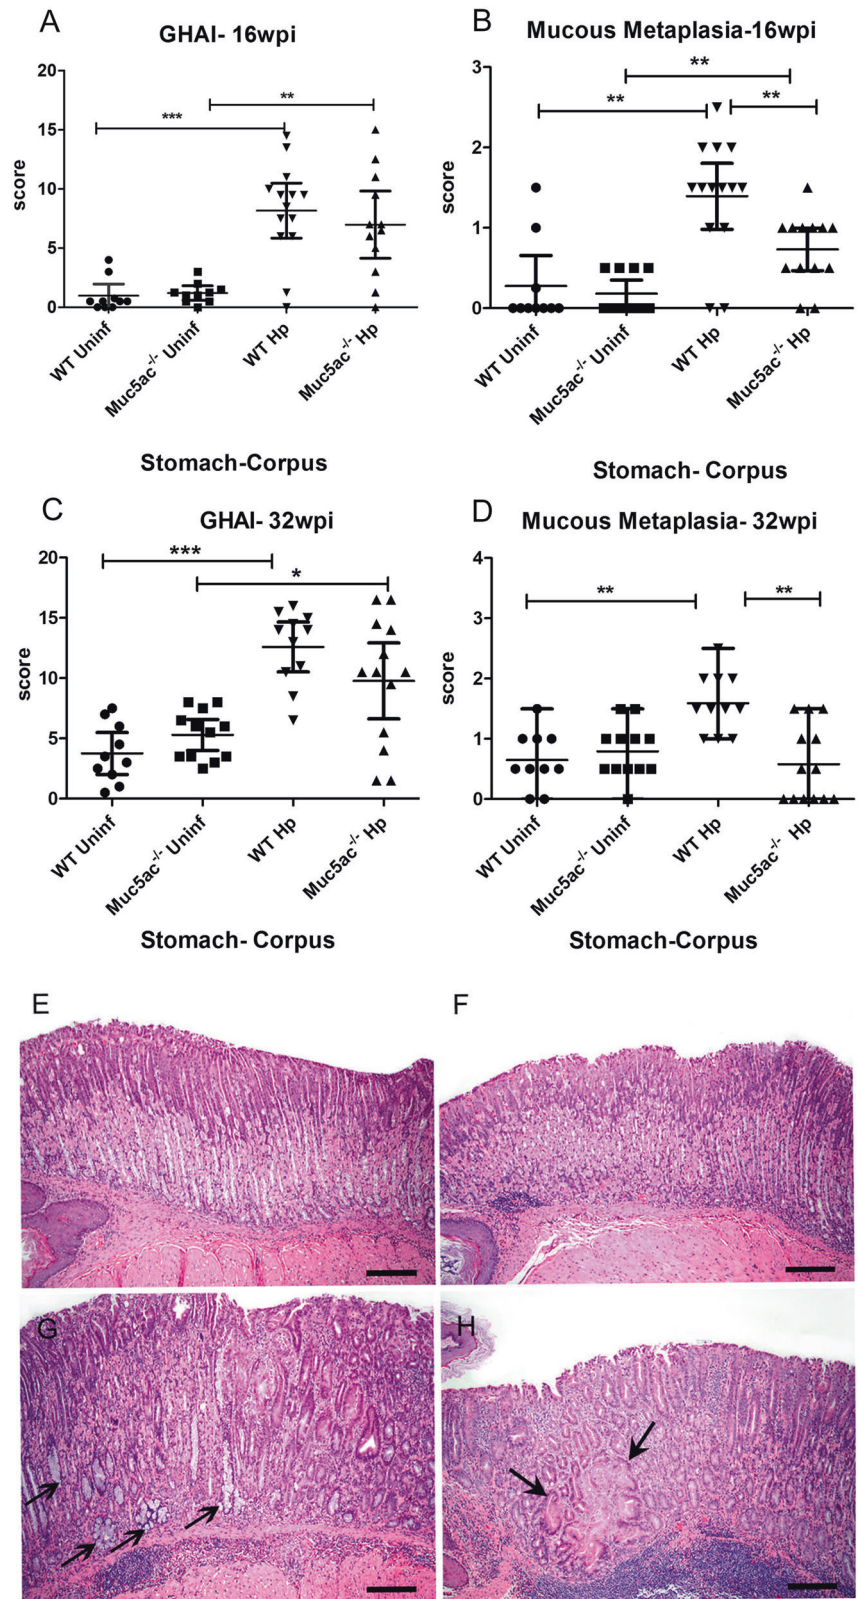 A
GHAI- 16wpi
20
15
10
5
0
score
***
**
WT Uninf
Muc5ac-/- Uninf
WT Hp
Muc5ac-/- Hp
Stomach-Corpus
B
Mucous Metaplasia-16wpi
3
2
1
0
score
**
**
**
WT Uninf
Muc5ac-/- Uninf
WT Hp
Muc5ac-/- Hp
Stomach- Corpus
C
GHAI- 32wpi
20
15
10
5
0
score
***
*
WT Uninf
Muc5ac-/- Uninf
WT Hp
Muc5ac-/- Hp
Stomach- Corpus
D
Mucous Metaplasia- 32wpi
4
3
2
1
0
score
**
**
WT Uninf
Muc5ac-/- Uninf
WT Hp
Muc5ac-/- Hp
Stomach-Corpus
E
F
G
H